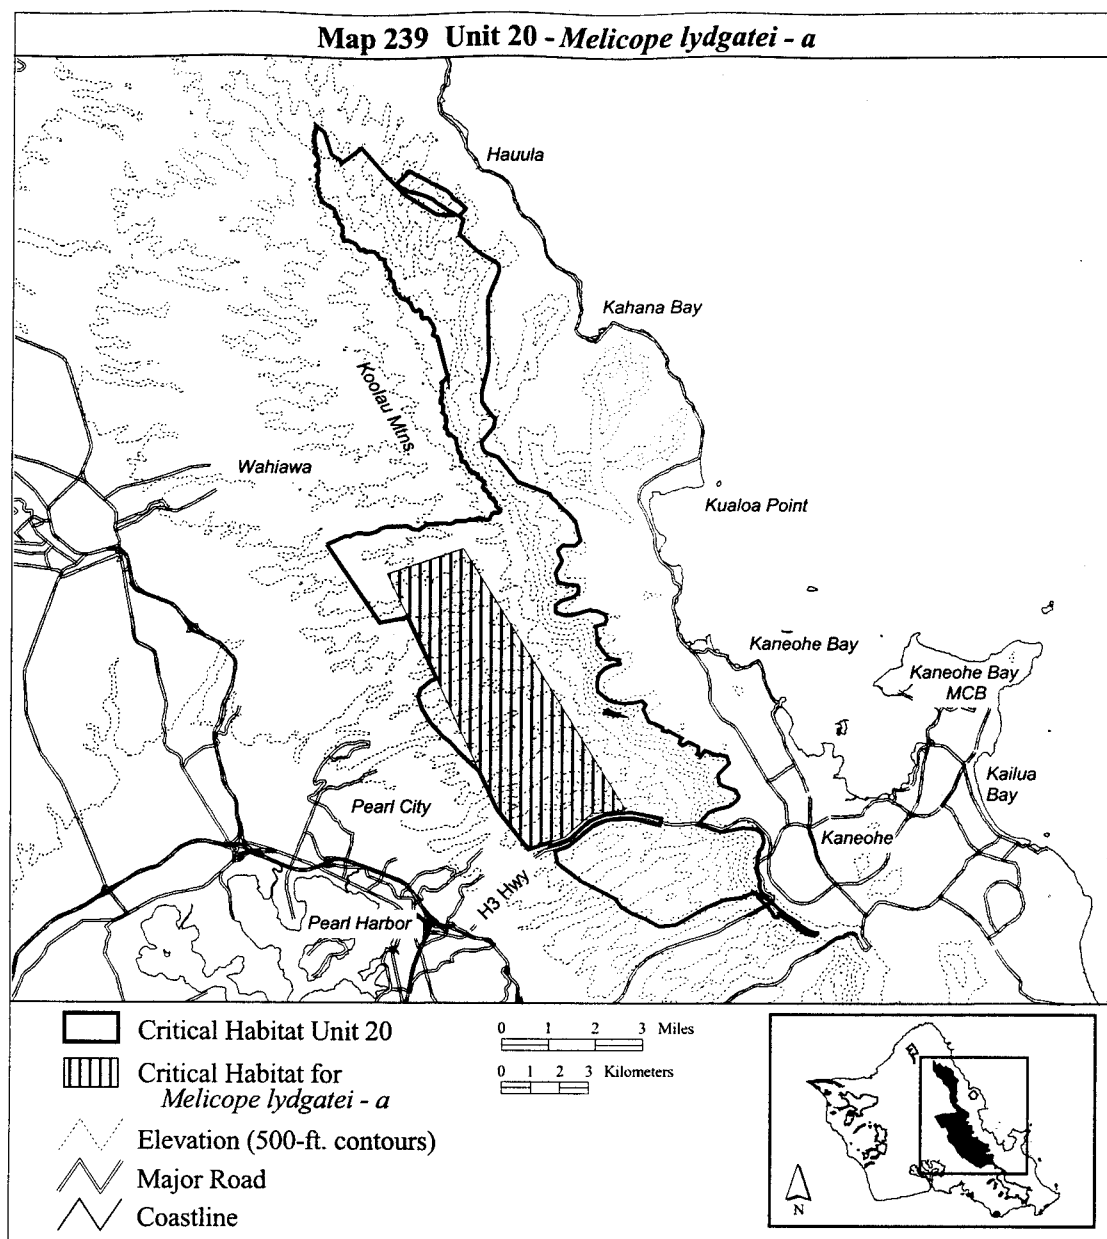 Map 239 Unit 20 - Melicope lydgatei - a
Hauula
Kahana Bay
Koolau Mtns
Wahiawa
Kualoa Point
Kaneohe Bay
Kaneohe Bay
MCB
Kailua
Bay
Pearl City
Kaneohe
H3 Hwy
Pearl Harbor
Critical Habitat Unit 20
Critical Habitat for
Melicope lydgatei - a
Elevation (500-ft. contours)
Major Road
Coastline
0 1 2 3 Miles
0 1 2 3 Kilometers
N